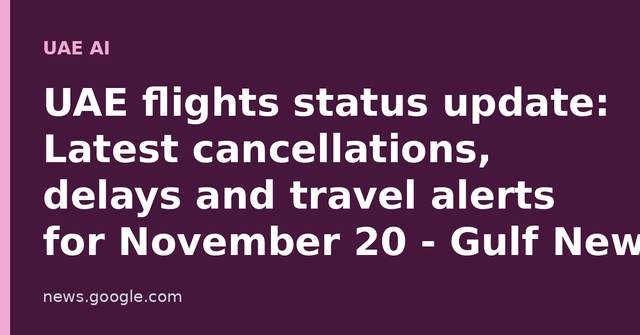 UAE AI
UAE flights status update:
Latest cancellations,
delays and travel alerts
for November 20 - Gulf New
news.google.com